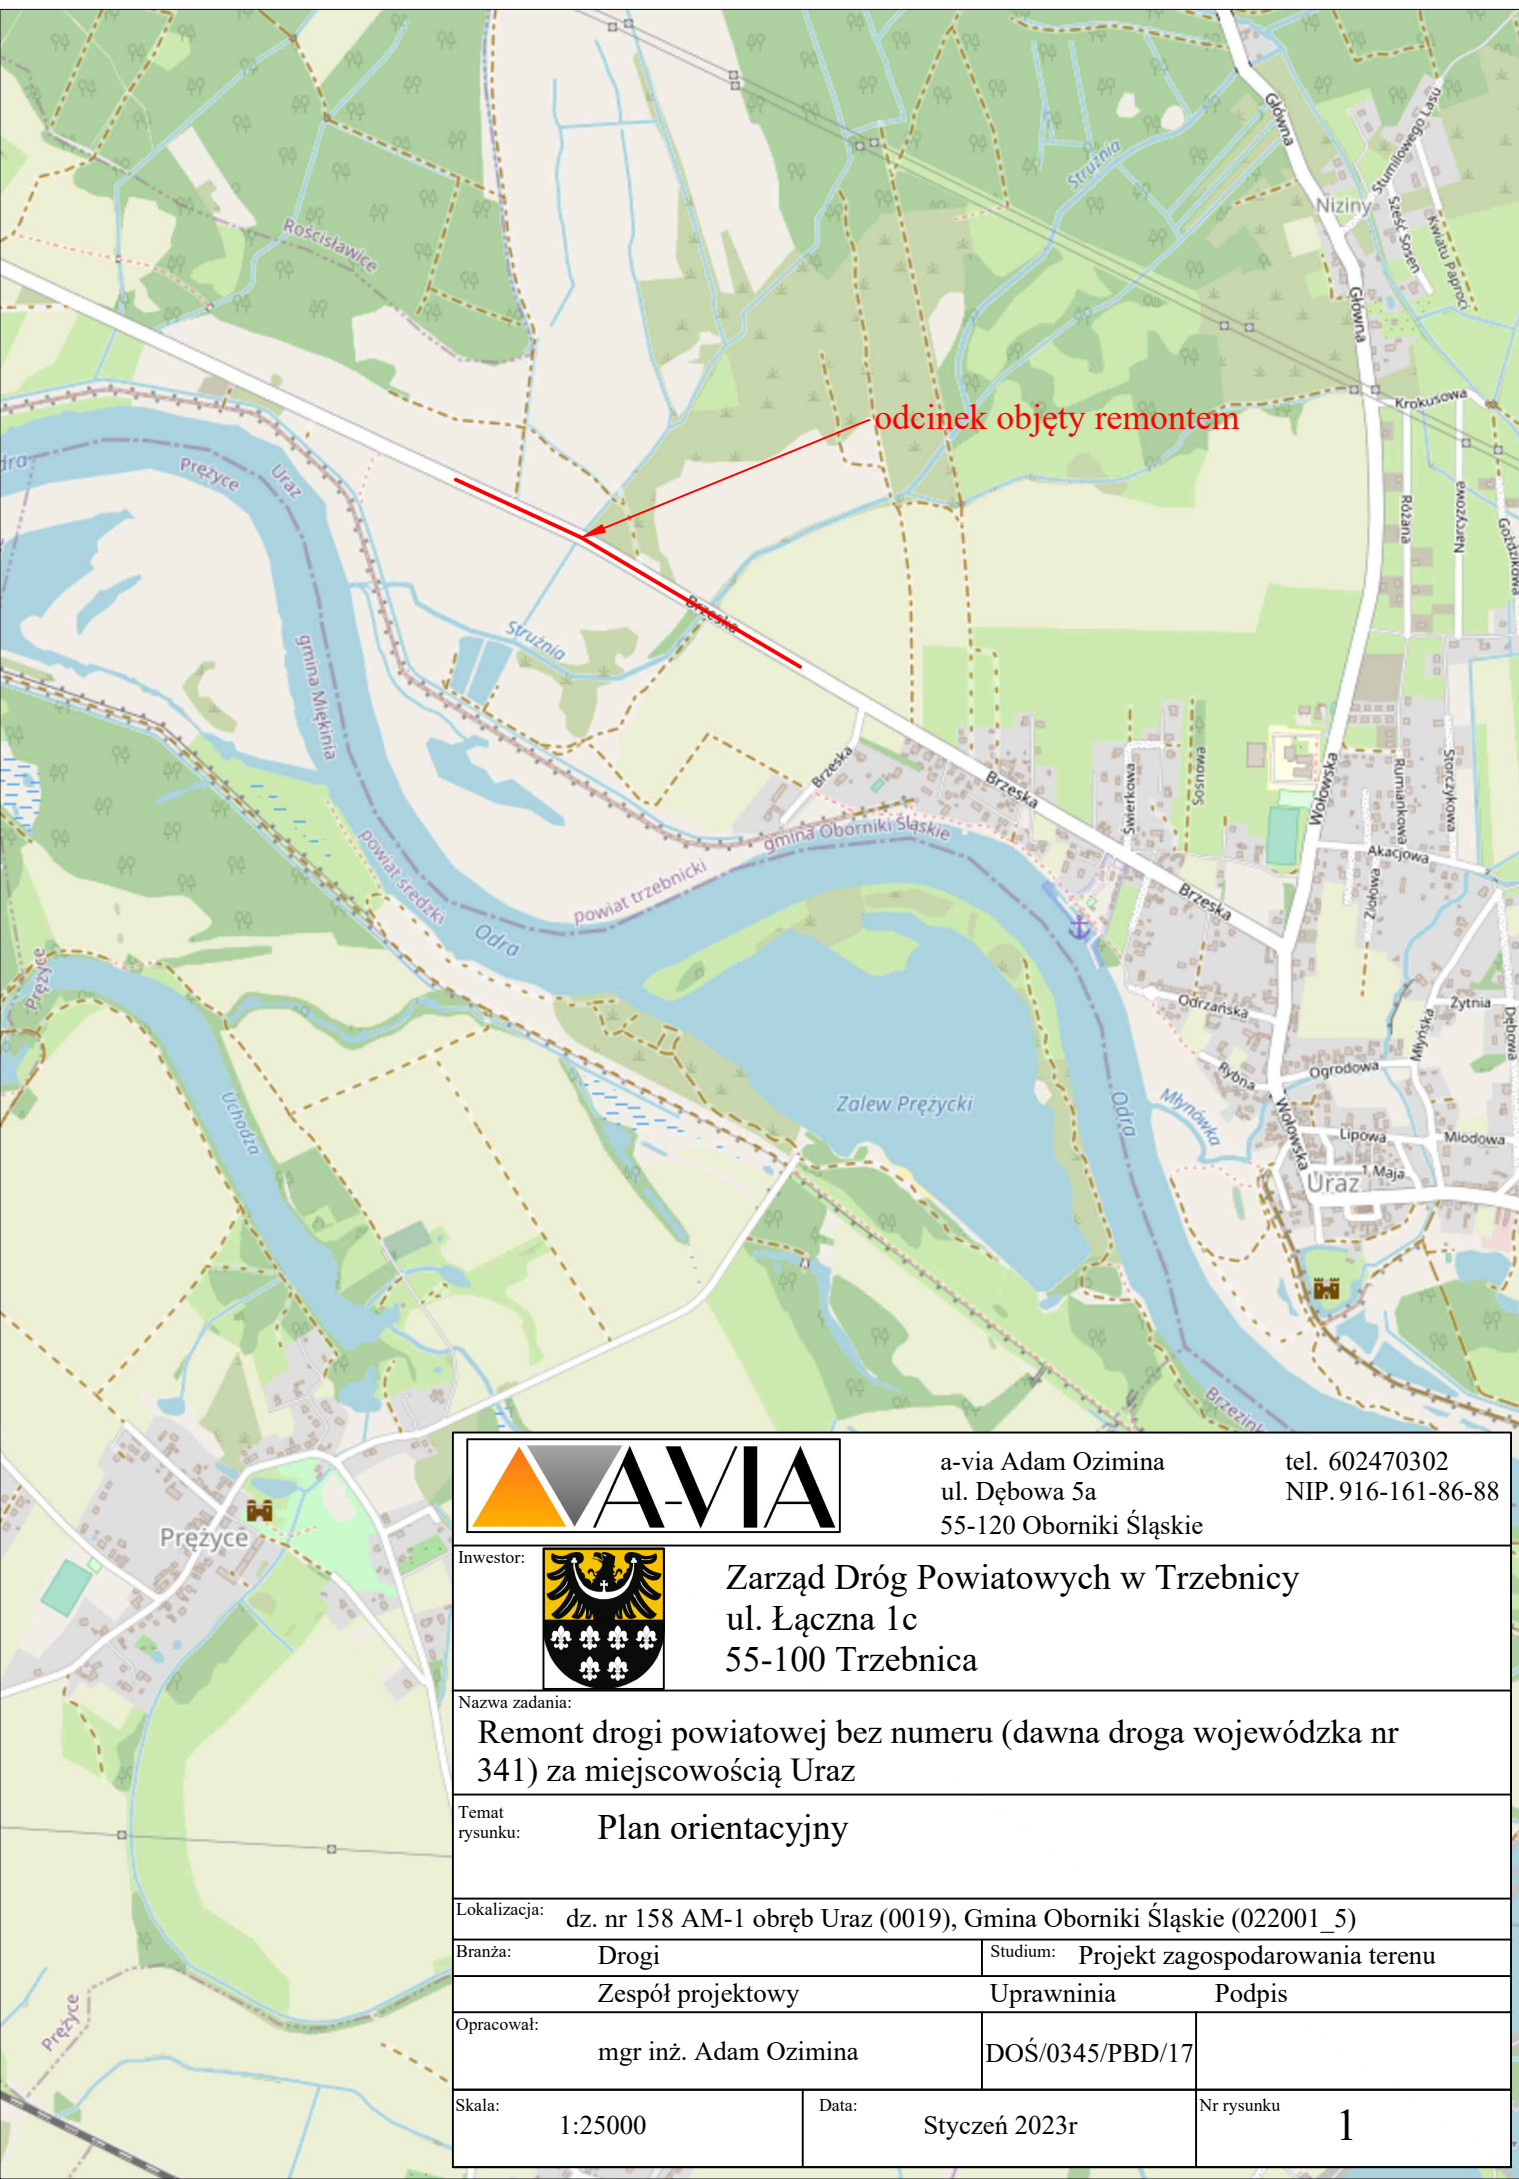 Główna
Stumilowego Lasu
Strużnia
Niziny
Sześć Sosen
Kwiatu Paproci
Rościsławice
Główna
Krokusowa
odcinek objęty remontem
Prężyce
Uraz
Różana
Narcyzowa
Goździkowa
Brzeska
Strużnia
gmina Miękinia
Brzeska
Brzeska
Świerkowa
Sosnowa
Wołowska
Rumiankowa
Storczykowa
Akacjowa
gmina Oborniki Śląskie
powiat średzki
powiat trzebnicki
Ziołowa
Brzeska
Odra
Prężyce
Odrzańska
Żytnia
Młyńska
Dębowa
Rybna
Ogrodowa
Uchodza
Zalew Prężycki
Odra
Młynówka
Wołowska
Lipowa
Miodowa
1 Maja
Uraz
Prężyce
Prężyce
A-VIA
a-via Adam Ozimina
ul. Dębowa 5a
55-120 Oborniki Śląskie
tel. 602470302
NIP. 916-161-86-88
Inwestor:
Zarząd Dróg Powiatowych w Trzebnicy
ul. Łączna 1c
55-100 Trzebnica
Nazwa zadania:
Remont drogi powiatowej bez numeru (dawna droga wojewódzka nr
341) za miejscowością Uraz
Temat
rysunku:
Plan orientacyjny
Lokalizacja: dz. nr 158 AM-1 obręb Uraz (0019), Gmina Oborniki Śląskie (022001_5)
Branża: Drogi
Studium: Projekt zagospodarowania terenu
Zespół projektowy Uprawninia Podpis
Opracował:
mgr inż. Adam Ozimina DOŚ/0345/PBD/17
Skala: 1:25000
Data: Styczeń 2023r
Nr rysunku 1